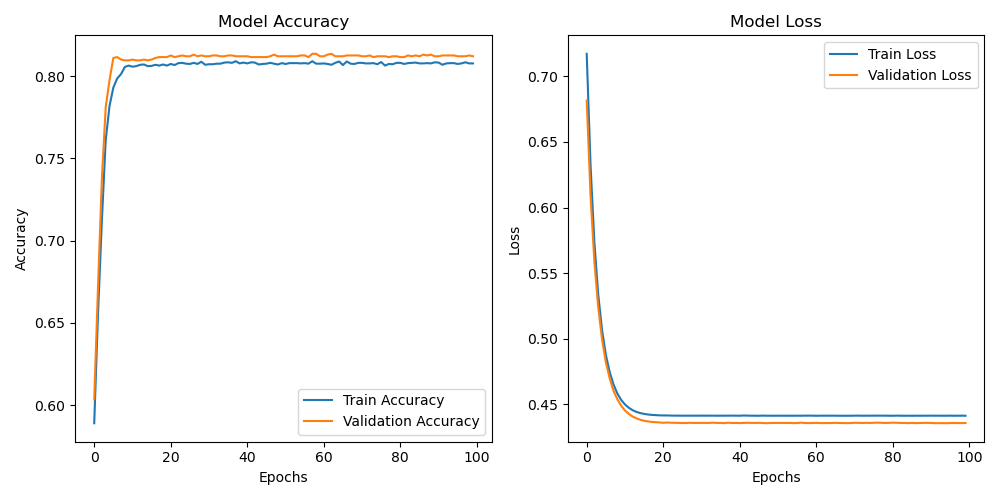 Model Accuracy
0.80
0.75
0.70
0.65
0.60
Accuracy
0 20 40 60 80 100
Epochs
Train Accuracy
Validation Accuracy
Model Loss
0.70
0.65
0.60
0.55
0.50
0.45
Loss
0 20 40 60 80 100
Epochs
Train Loss
Validation Loss